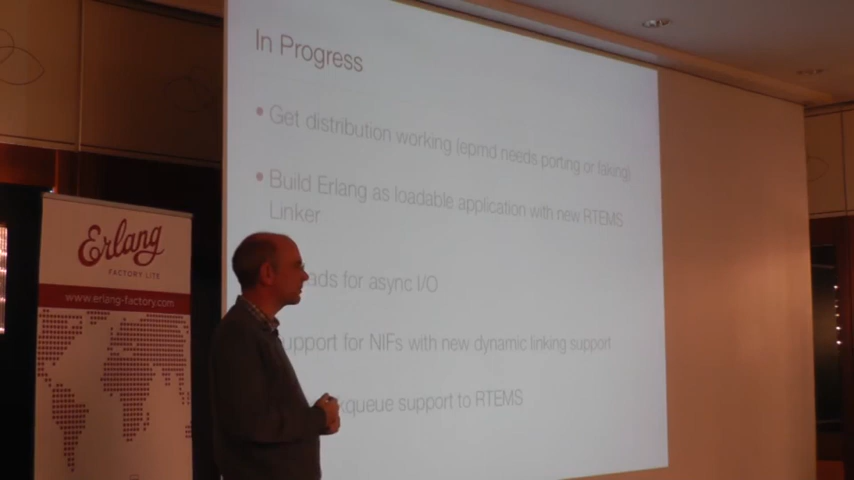 In Progress
Get distribution working (epmd needs porting or faking)
Build Erlang as loadable application with new RTEMS
Linker
ads for async I/O
upport for NIFs with new dynamic linking support
kqueue support to RTEMS
Erlang
FACTORY LITE
www.erlang-factory.com